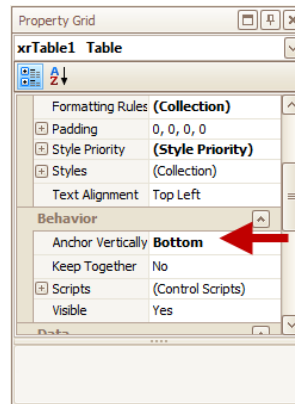 Property Grid
xrTable1 Table
Formatting Rules (Collection)
Padding 0, 0, 0, 0
Style Priority (Style Priority)
Styles (Collection)
Text Alignment Top Left
Behavior
Anchor Vertically Bottom
Keep Together No
Scripts (Control Scripts)
Visible Yes
Data